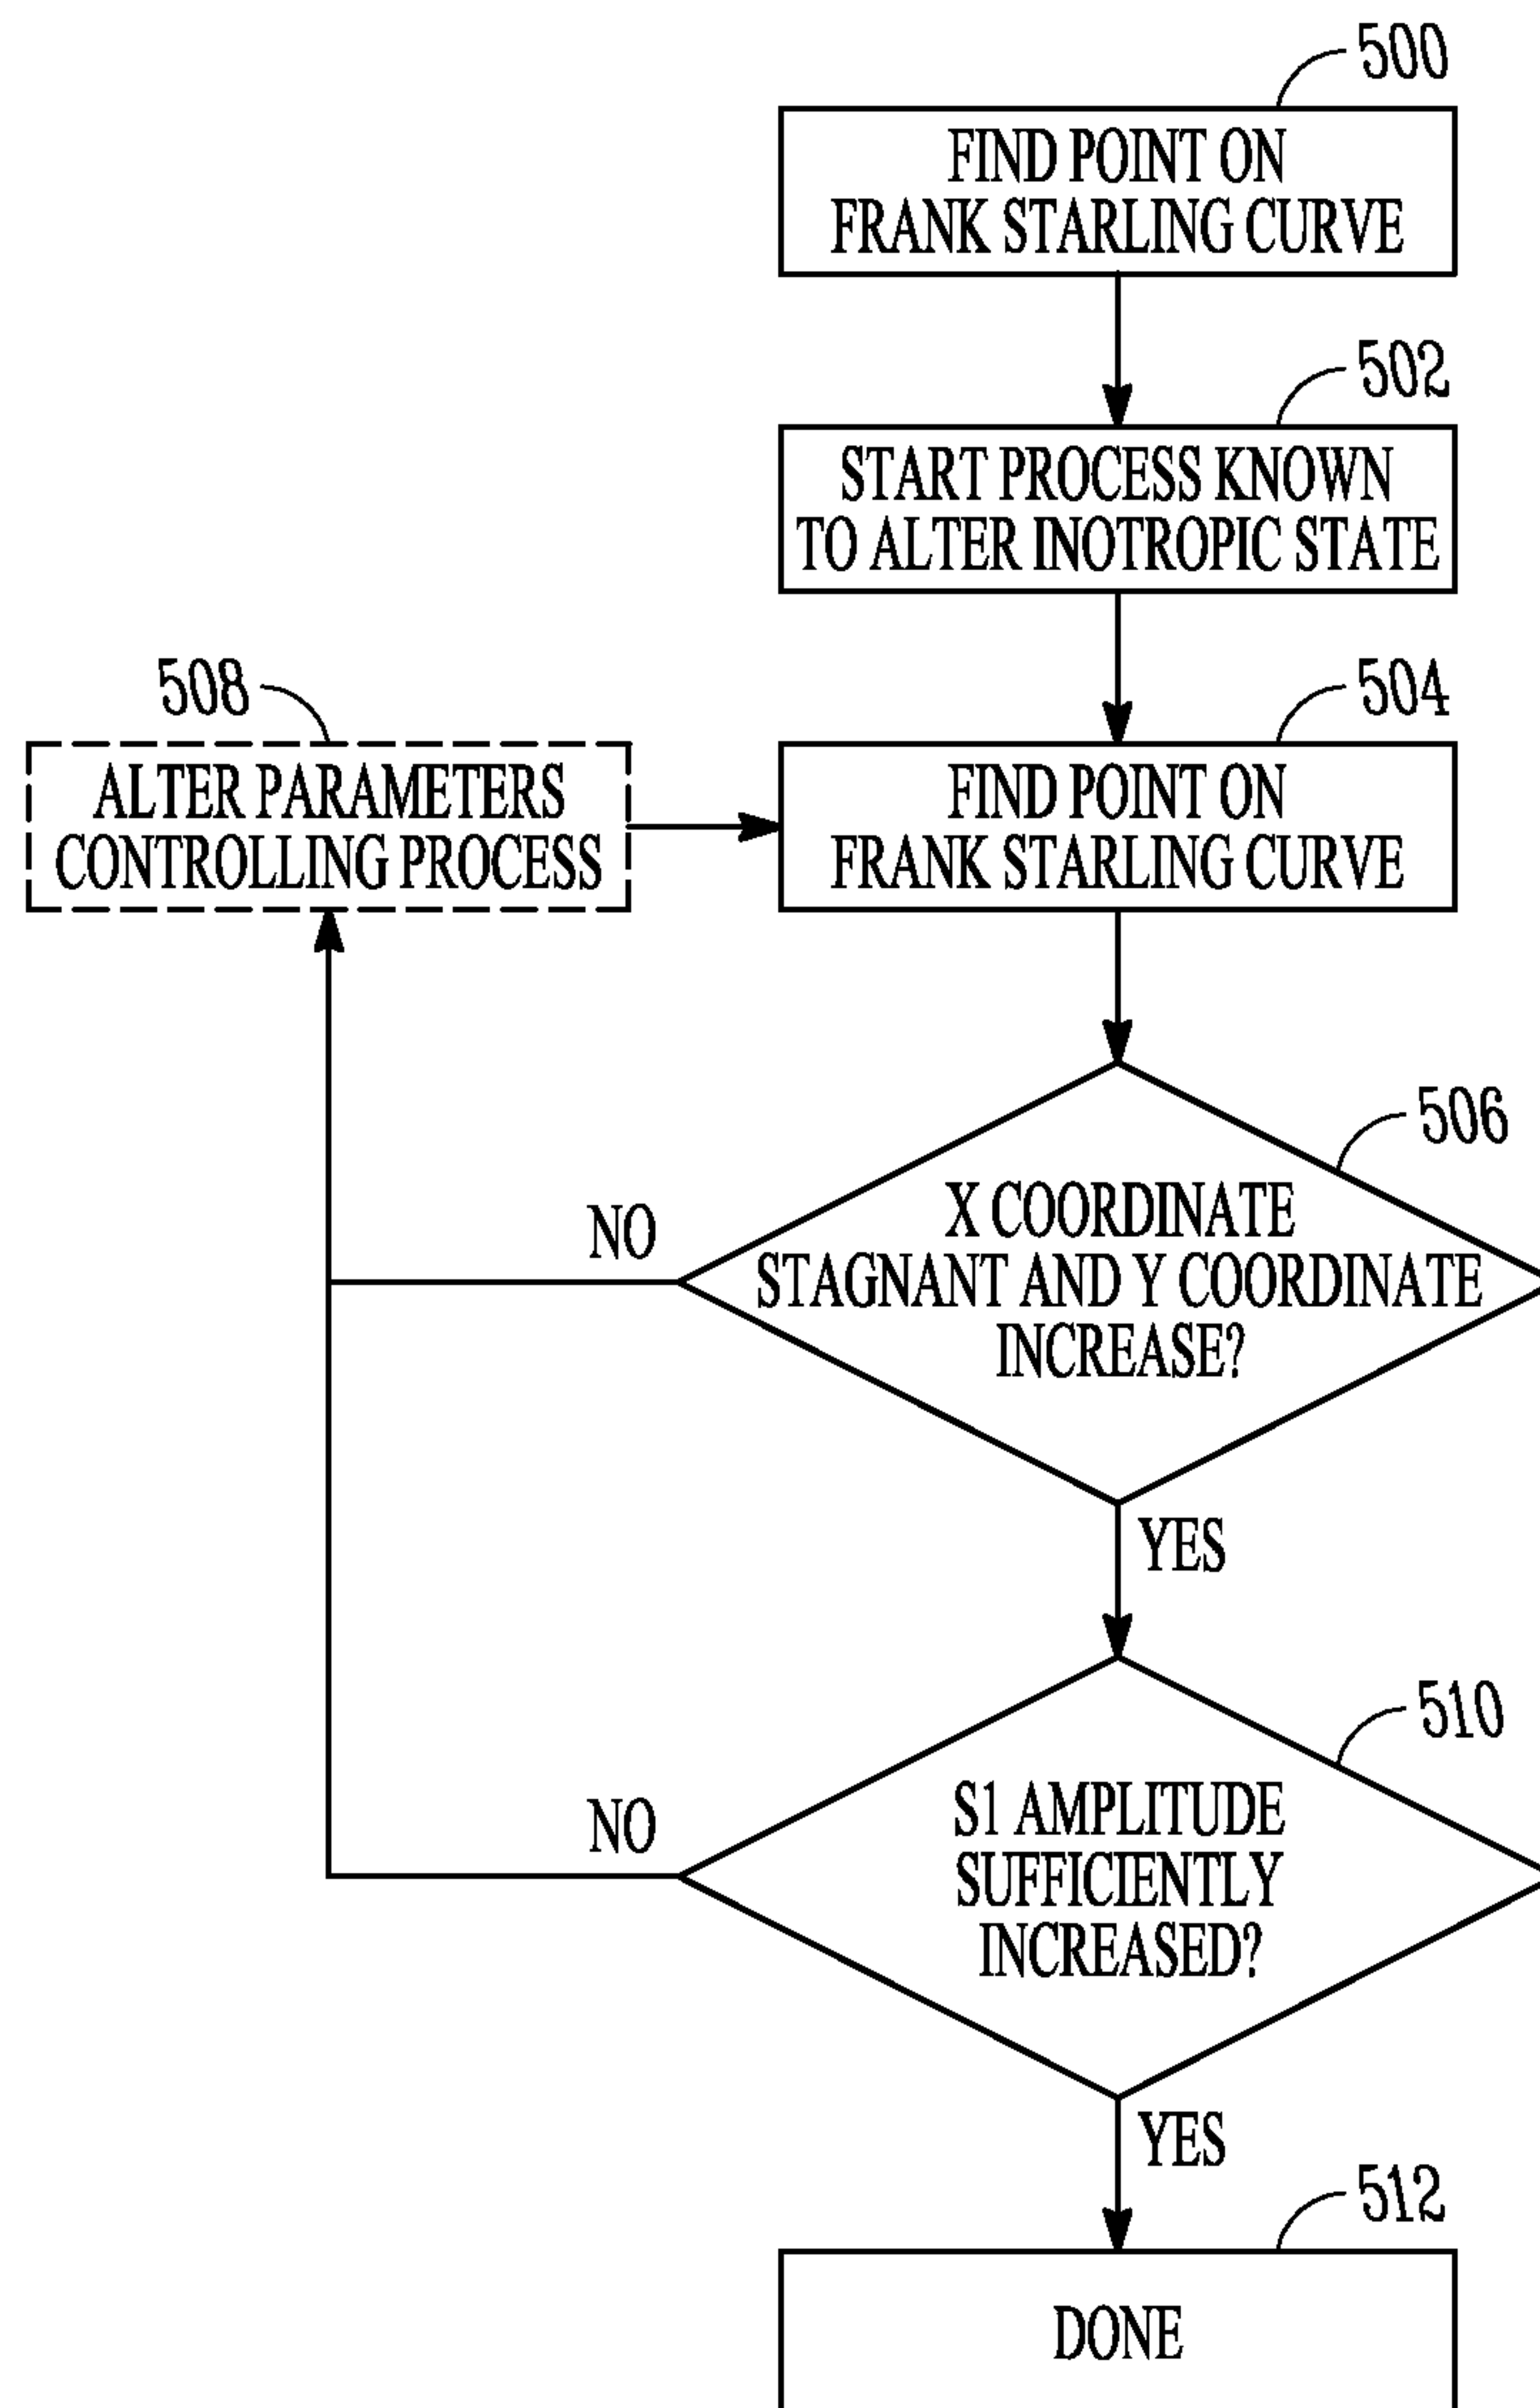 500
FIND POINT ON
FRANK STARLING CURVE
502
START PROCESS KNOWN
TO ALTER INOTROPIC STATE
508
ALTER PARAMETERS
CONTROLLING PROCESS
504
FIND POINT ON
FRANK STARLING CURVE
506
X COORDINATE
STAGNANT AND Y COORDINATE
INCREASE?
NO
YES
510
S1 AMPLITUDE
SUFFICIENTLY
INCREASED?
NO
YES
512
DONE